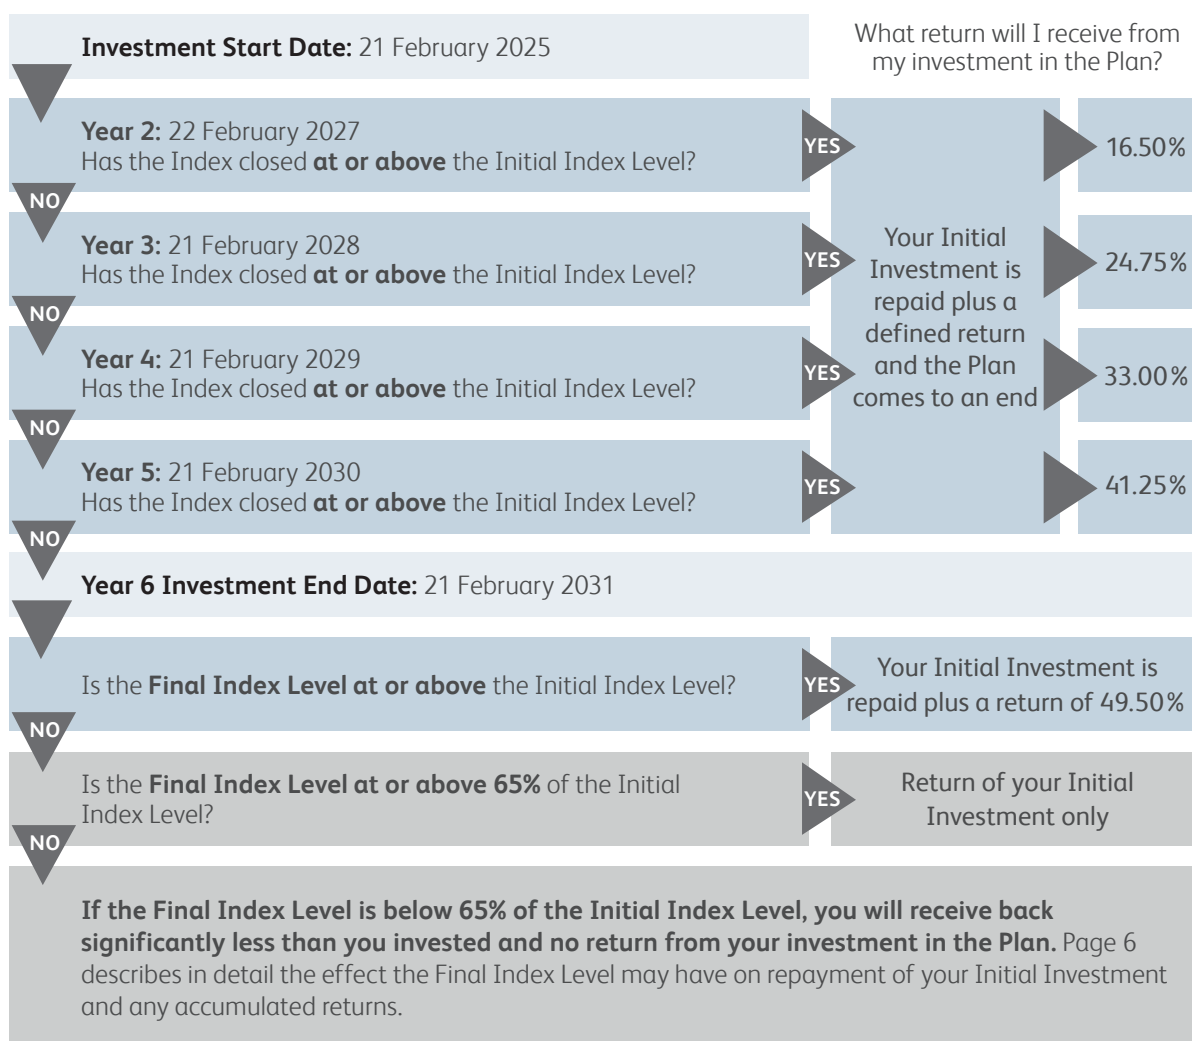 Investment Start Date: 21 February 2025
What return will I receive from
my investment in the Plan?
Year 2: 22 February 2027
Has the Index closed at or above the Initial Index Level?
YES
16.50%
NO
Year 3: 21 February 2028
Has the Index closed at or above the Initial Index Level?
YES
Your Initial
Investment is
repaid plus a
defined return
and the Plan
comes to an end
24.75%
NO
Year 4: 21 February 2029
Has the Index closed at or above the Initial Index Level?
YES
33.00%
NO
Year 5: 21 February 2030
Has the Index closed at or above the Initial Index Level?
YES
41.25%
NO
Year 6 Investment End Date: 21 February 2031
Is the Final Index Level at or above the Initial Index Level?
YES
Your Initial Investment is
repaid plus a return of 49.50%
NO
Is the Final Index Level at or above 65% of the Initial
Index Level?
YES
Return of your Initial
Investment only
NO
If the Final Index Level is below 65% of the Initial Index Level, you will receive back
significantly less than you invested and no return from your investment in the Plan. Page 6
describes in detail the effect the Final Index Level may have on repayment of your Initial Investment
and any accumulated returns.